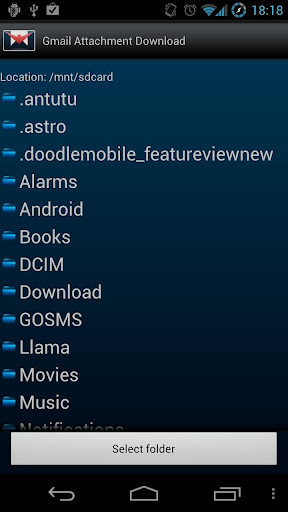 18:18
Gmail Attachment Download
Location: /mnt/sdcard
.antutu
.astro
.doodlemobile_featureviewnew
Alarms
Android
Books
DCIM
Download
GOSMS
Llama
Movies
Music
Notifications
Select folder